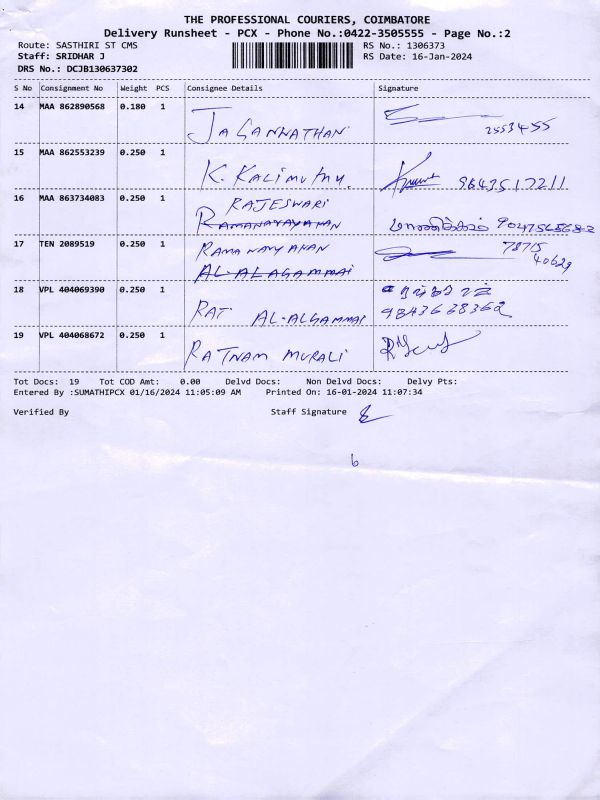 THE PROFESSIONAL COURIERS, COIMBATORE
Delivery Runsheet - PCX - Phone No.:0422-3505555 - Page No.:2
Route: SASTHIRI ST CMS RS No.: 1306373
Staff: SRIDHAR J RS Date: 16-Jan-2024
DRS No.: DCJB130637302
S No Consignment No Weight PCS Consignee Details Signature
14 MAA 862890568 0.180 1
JAGANNATHAN 2553455
15 MAA 862553239 0.250 1
K. KALIMUTHU. 9843517211
16 MAA 863734083 0.250 1 RAJESWARI
RAMANARAYAHAN
17 TEN 2089519 0.250 1 RAMANARYAHAN 78715
AL-ALAGAMMAI 40629
18 VPL 404069390 0.250 1
RAT AL-ALGAMMAI 9843638362
19 VPL 404068672 0.250 1
RATNAM MURALI
Tot Docs: 19 Tot COD Amt: 0.00 Delvd Docs: Non Delvd Docs: Delvy Pts:
Entered By :SUMATHIPCX 01/16/2024 11:05:09 AM Printed On: 16-01-2024 11:07:34
Verified By Staff Signature
6